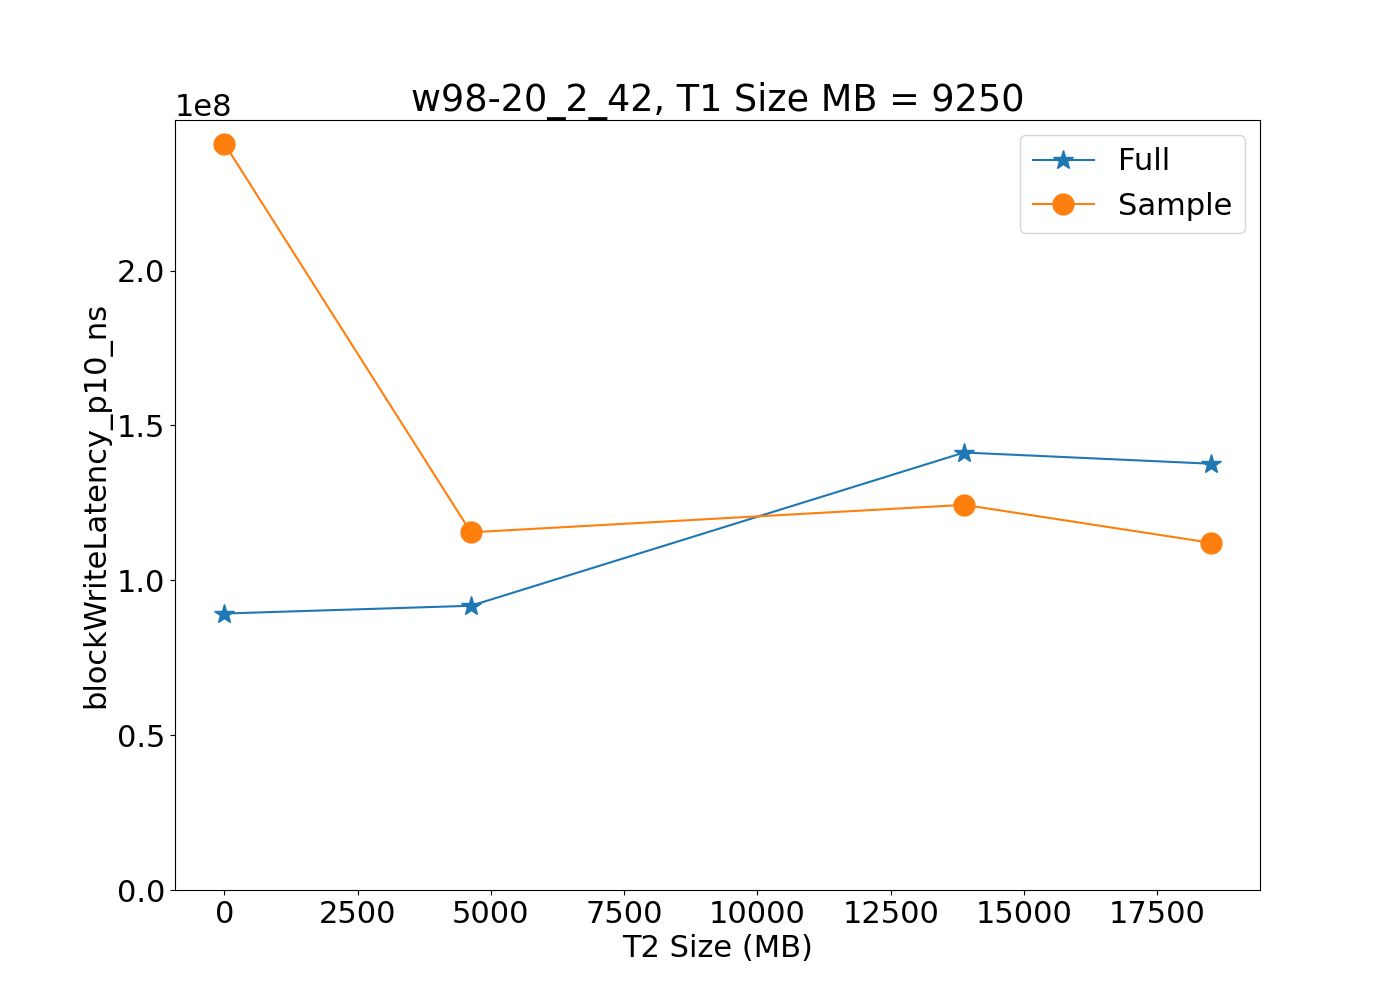 w98-20_2_42, T1 Size MB = 9250
1e8
Full
Sample
2.0
1.5
1.0
0.5
0.0
blockWriteLatency_p10_ns
0 2500 5000 7500 10000 12500 15000 17500
T2 Size (MB)